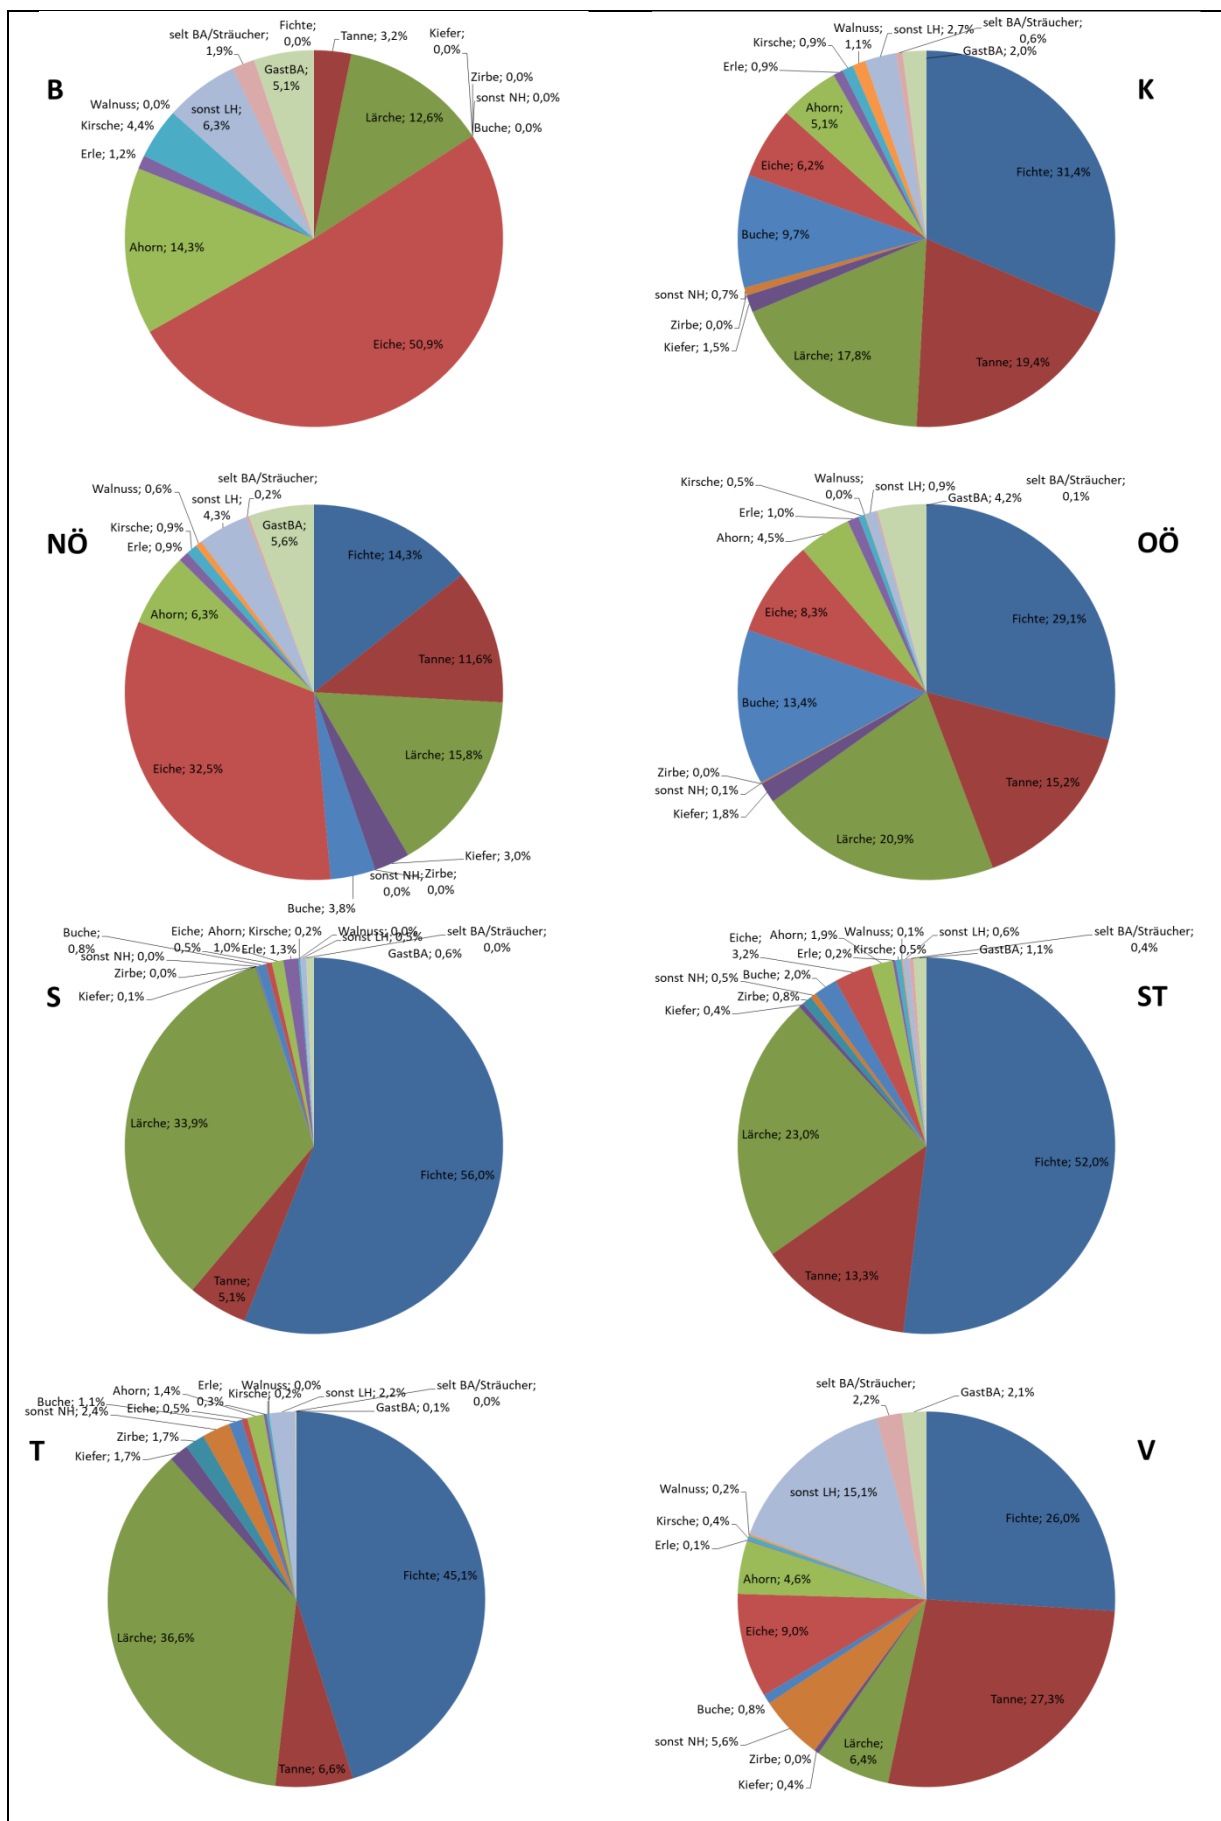 B
Fichte;
0,0%
Tanne; 3,2%
Kiefer;
0,0%
Zirbe; 0,0%
sonst NH; 0,0%
Buche; 0,0%
Lärche; 12,6%
Eiche; 50,9%
Ahorn; 14,3%
Erle; 1,2%
Kirsche; 4,4%
Walnuss; 0,0%
sonst LH;
6,3%
selt BA/Sträucher;
1,9%
GastBA;
5,1%
K
Fichte; 31,4%
Tanne; 19,4%
Lärche; 17,8%
Kiefer; 1,5%
Zirbe; 0,0%
sonst NH; 0,7%
Buche; 9,7%
Eiche; 6,2%
Ahorn;
5,1%
Erle; 0,9%
Kirsche; 0,9%
Walnuss;
1,1%
sonst LH; 2,7%
selt BA/Sträucher;
0,6%
GastBA; 2,0%
NÖ
Fichte; 14,3%
Tanne; 11,6%
Lärche; 15,8%
Kiefer; 3,0%
Zirbe;
0,0%
sonst NH;
0,0%
Buche; 3,8%
Eiche; 32,5%
Ahorn; 6,3%
Erle; 0,9%
Kirsche; 0,9%
Walnuss; 0,6%
sonst LH;
4,3%
selt BA/Sträucher;
0,2%
GastBA;
5,6%
OÖ
Fichte; 29,1%
Tanne; 15,2%
Lärche; 20,9%
Kiefer; 1,8%
sonst NH; 0,1%
Zirbe; 0,0%
Buche; 13,4%
Eiche; 8,3%
Ahorn; 4,5%
Erle; 1,0%
Kirsche; 0,5%
Walnuss;
0,0%
sonst LH; 0,9%
GastBA; 4,2%
selt BA/Sträucher;
0,1%
S
Fichte; 56,0%
Tanne;
5,1%
Lärche; 33,9%
Kiefer; 0,1%
Zirbe; 0,0%
sonst NH; 0,0%
Buche;
0,8%
Eiche;
0,5%
Ahorn;
1,0%
Erle; 1,3%
Kirsche; 0,2%
Walnuss; 0,0%
sonst LH; 0,5%
selt BA/Sträucher;
0,0%
GastBA; 0,6%
ST
Fichte; 52,0%
Tanne; 13,3%
Lärche;
23,0%
Kiefer; 0,4%
Zirbe; 0,8%
sonst NH; 0,5%
Buche; 2,0%
Eiche;
3,2%
Ahorn; 1,9%
Erle; 0,2%
Kirsche; 0,5%
Walnuss; 0,1%
sonst LH; 0,6%
GastBA; 1,1%
selt BA/Sträucher;
0,4%
T
Fichte; 45,1%
Tanne; 6,6%
Lärche; 36,6%
Kiefer; 1,7%
Zirbe; 1,7%
sonst NH; 2,4%
Buche; 1,1%
Eiche; 0,5%
Ahorn; 1,4%
Erle;
0,3%
Kirsche; 0,2%
Walnuss; 0,0%
sonst LH; 2,2%
selt BA/Sträucher;
0,0%
GastBA; 0,1%
V
Fichte; 26,0%
Tanne; 27,3%
Lärche;
6,4%
Kiefer; 0,4%
Zirbe; 0,0%
sonst NH; 5,6%
Buche; 0,8%
Eiche; 9,0%
Ahorn; 4,6%
Erle; 0,1%
Kirsche; 0,4%
Walnuss; 0,2%
sonst LH; 15,1%
selt BA/Sträucher;
2,2%
GastBA; 2,1%